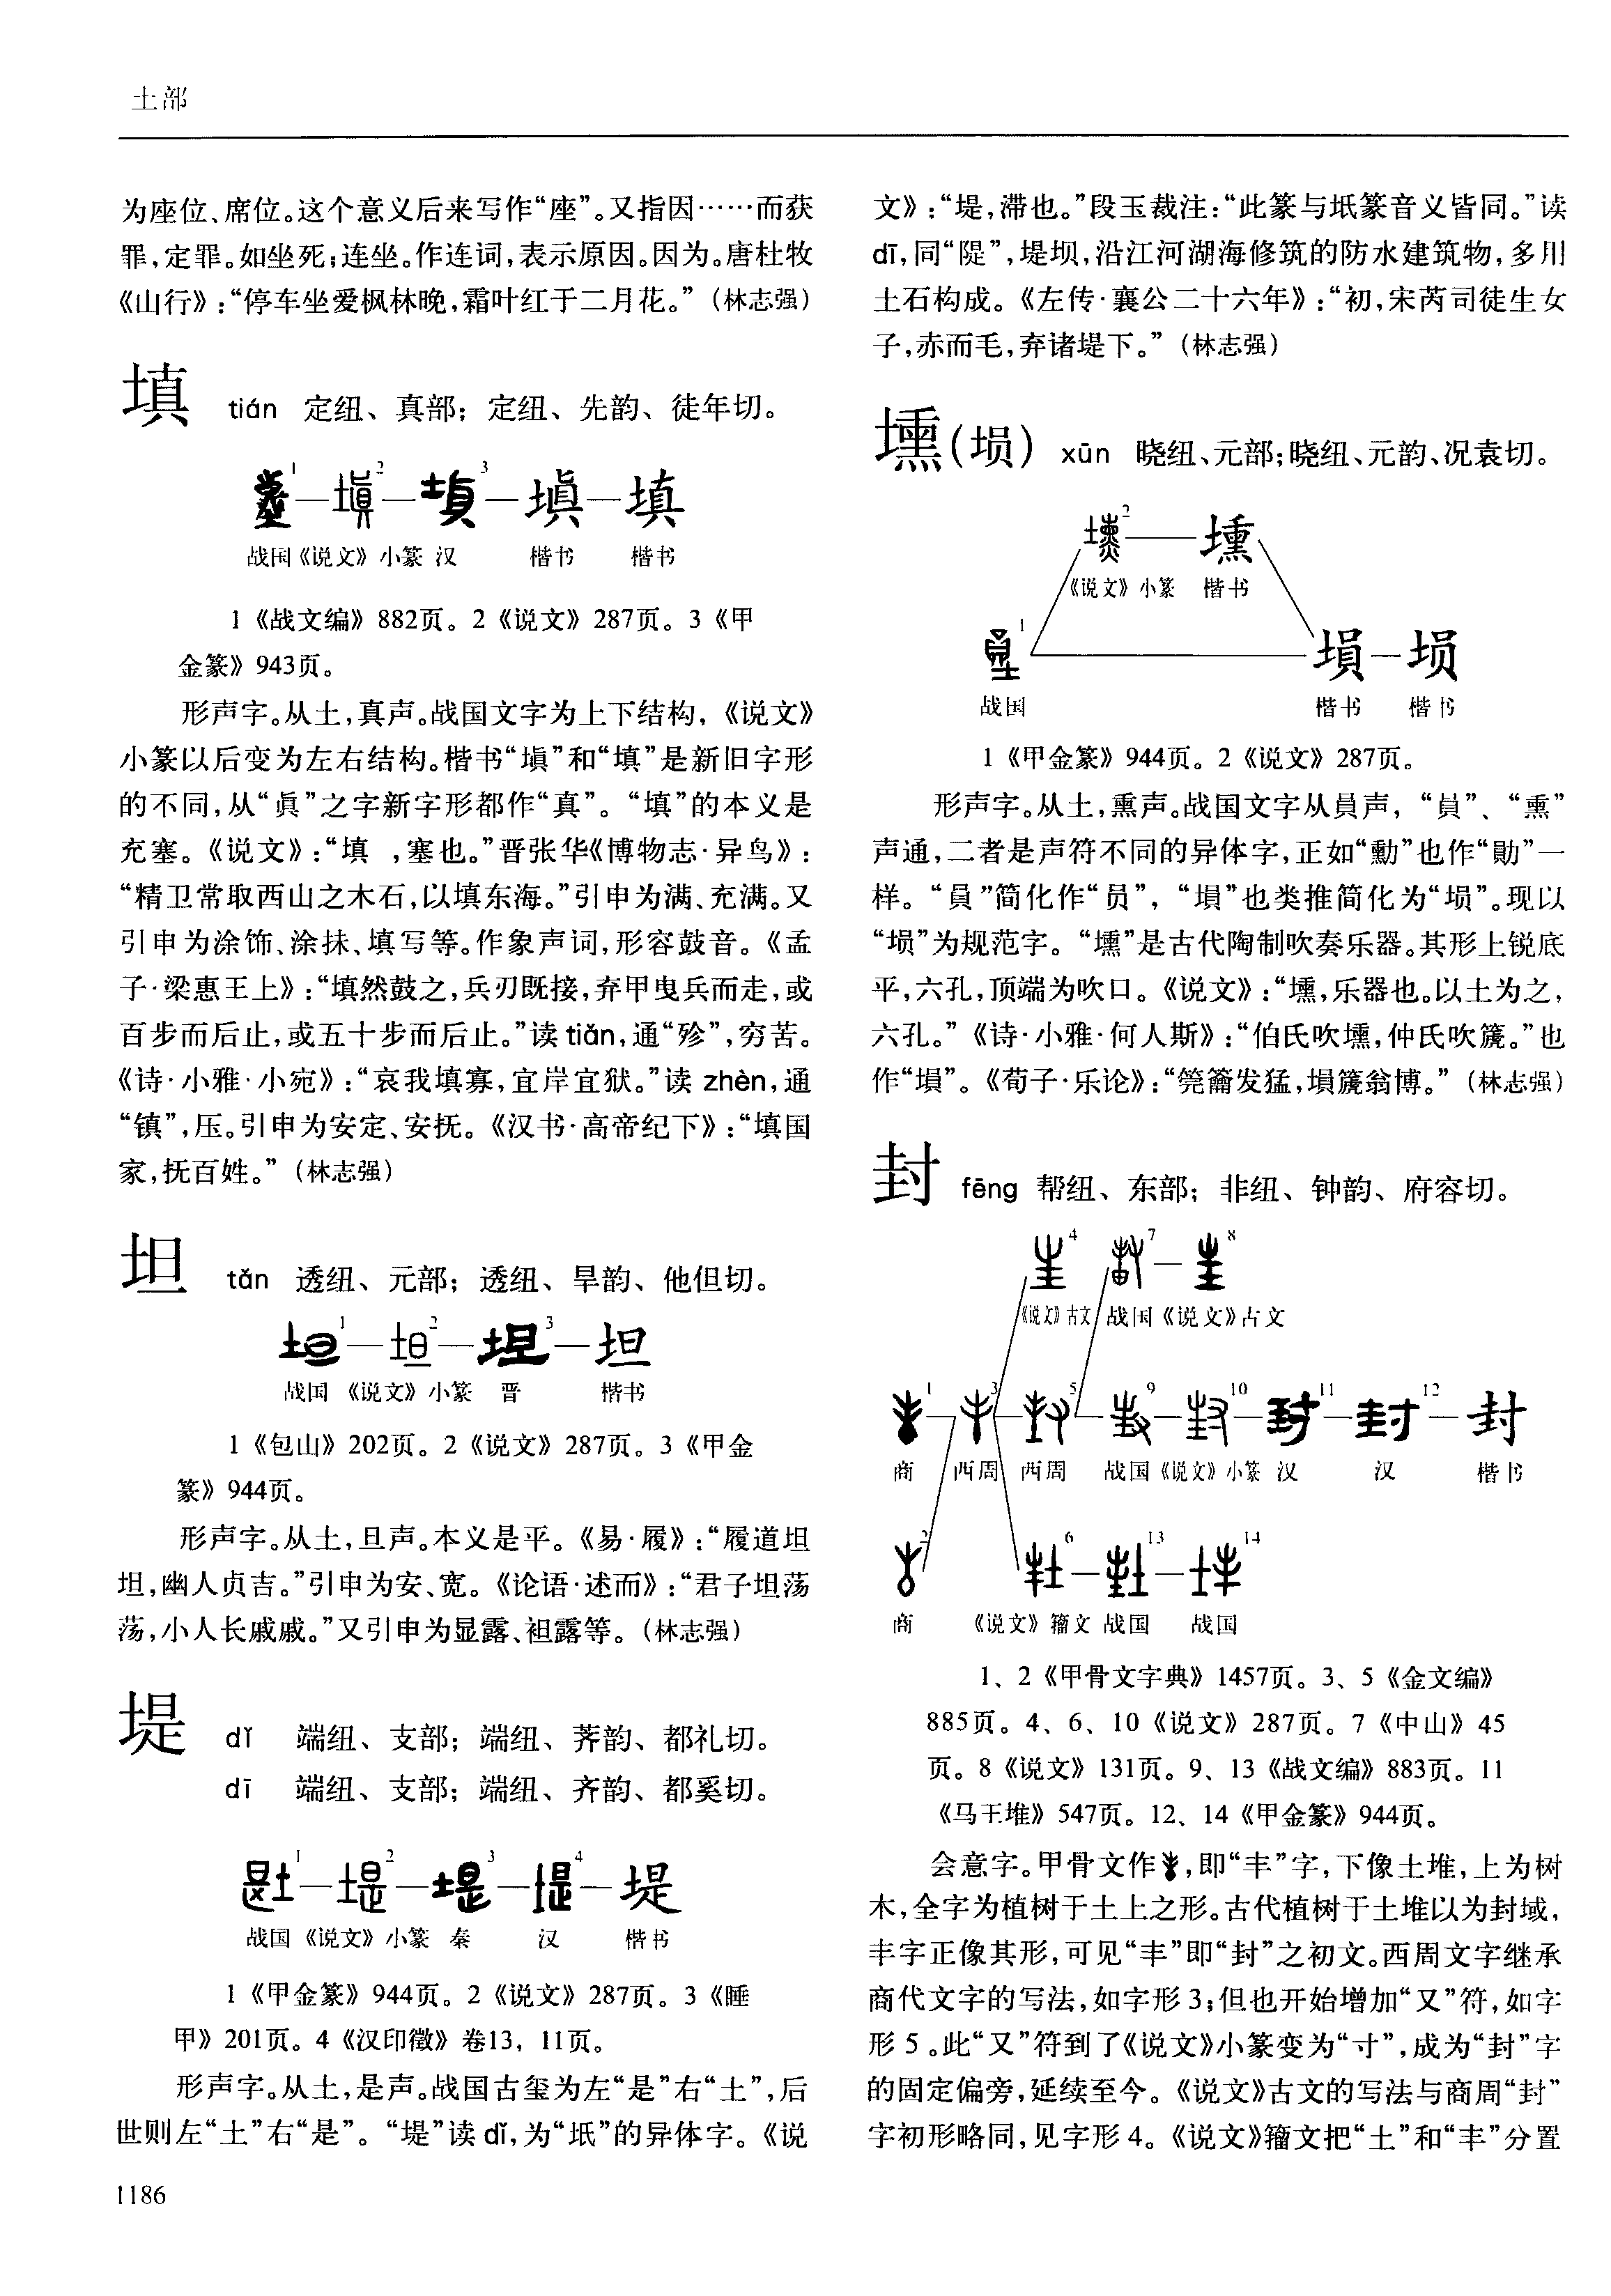 土部
为座位、席位。这个意义后来写作“座”。又指因……而获
罪，定罪。如坐死；连坐。作连词，表示原因。因为。唐杜牧
《山行》：“停车坐爱枫林晚，霜叶红于二月花。”（林志强）
填 tián 定纽、真部；定纽、先韵、徒年切。
1 — 2 — 3 — 塡 — 填
战国 《说文》小篆 汉 楷书 楷书
1《战文编》882页。2《说文》287页。3《甲
金篆》943页。
形声字。从土，真声。战国文字为上下结构，《说文》
小篆以后变为左右结构。楷书“塡”和“填”是新旧字形
的不同，从“眞”之字新字形都作“真”。“填”的本义是
充塞。《说文》：“填 ，塞也。”晋张华《博物志·异鸟》：
“精卫常取西山之木石，以填东海。”引申为满、充满。又
引申为涂饰、涂抹、填写等。作象声词，形容鼓音。《孟
子·梁惠王上》：“填然鼓之，兵刃既接，弃甲曳兵而走，或
百步而后止，或五十步而后止。”读 tiǎn，通“殄”，穷苦。
《诗·小雅·小宛》：“哀我填寡，宜岸宜狱。”读 zhèn，通
“镇”，压。引申为安定、安抚。《汉书·高帝纪下》：“填国
家，抚百姓。”（林志强）
坦 tǎn 透纽、元部；透纽、旱韵、他但切。
1 — 2 — 3 — 坦
战国 《说文》小篆 晋 楷书
1《包山》202页。2《说文》287页。3《甲金
篆》944页。
形声字。从土，旦声。本义是平。《易·履》：“履道坦
坦，幽人贞吉。”引申为安、宽。《论语·述而》：“君子坦荡
荡，小人长戚戚。”又引申为显露、袒露等。（林志强）
堤 dǐ 端纽、支部；端纽、荠韵、都礼切。
dī 端纽、支部；端纽、齐韵、都奚切。
1 — 2 — 3 — 4 — 堤
战国 《说文》小篆 秦 汉 楷书
1《甲金篆》944页。2《说文》287页。3《睡
甲》201页。4《汉印徵》卷13，11页。
形声字。从土，是声。战国古玺为左“是”右“土”，后
世则左“土”右“是”。“堤”读 dǐ，为“坻”的异体字。《说
1186
文》：“堤，滞也。”段玉裁注：“此篆与坻篆音义皆同。”读
dī，同“隄”，堤坝，沿江河湖海修筑的防水建筑物，多用
土石构成。《左传·襄公二十六年》：“初，宋芮司徒生女
子，赤而毛，弃诸堤下。”（林志强）
壎（埙） xūn 晓纽、元部；晓纽、元韵、况袁切。
2 — 壎
《说文》小篆 楷书
1 — 塤 — 埙
战国 楷书 楷书
1《甲金篆》944页。2《说文》287页。
形声字。从土，熏声。战国文字从員声，“員”、“熏”
声通，二者是声符不同的异体字，正如“勳”也作“勛”一
样。“員”简化作“员”，“塤”也类推简化为“埙”。现以
“埙”为规范字。“壎”是古代陶制吹奏乐器。其形上锐底
平，六孔，顶端为吹口。《说文》：“壎，乐器也。以土为之，
六孔。”《诗·小雅·何人斯》：“伯氏吹壎，仲氏吹篪。”也
作“塤”。《荀子·乐论》：“筦籥发猛，塤篪翁博。”（林志强）
封 fēng 帮纽、东部；非纽、钟韵、府容切。
4 7 — 8
《说文》古文 战国 《说文》古文
1 — 3 — 5 — 9 — 10 — 11 — 12 — 封
商 西周 西周 战国 《说文》小篆 汉 汉 楷书
2 6 — 13 — 14
商 《说文》籀文 战国 战国
1、2《甲骨文字典》1457页。3、5《金文编》
885页。4、6、10《说文》287页。7《中山》45
页。8《说文》131页。9、13《战文编》883页。11
《马王堆》547页。12、14《甲金篆》944页。
会意字。甲骨文作，即“丰”字，下像土堆，上为树
木，全字为植树于土上之形。古代植树于土堆以为封域，
丰字正像其形，可见“丰”即“封”之初文。西周文字继承
商代文字的写法，如字形3；但也开始增加“又”符，如字
形5。此“又”符到了《说文》小篆变为“寸”，成为“封”字
的固定偏旁，延续至今。《说文》古文的写法与商周“封”
字初形略同，见字形4。《说文》籀文把“土”和“丰”分置